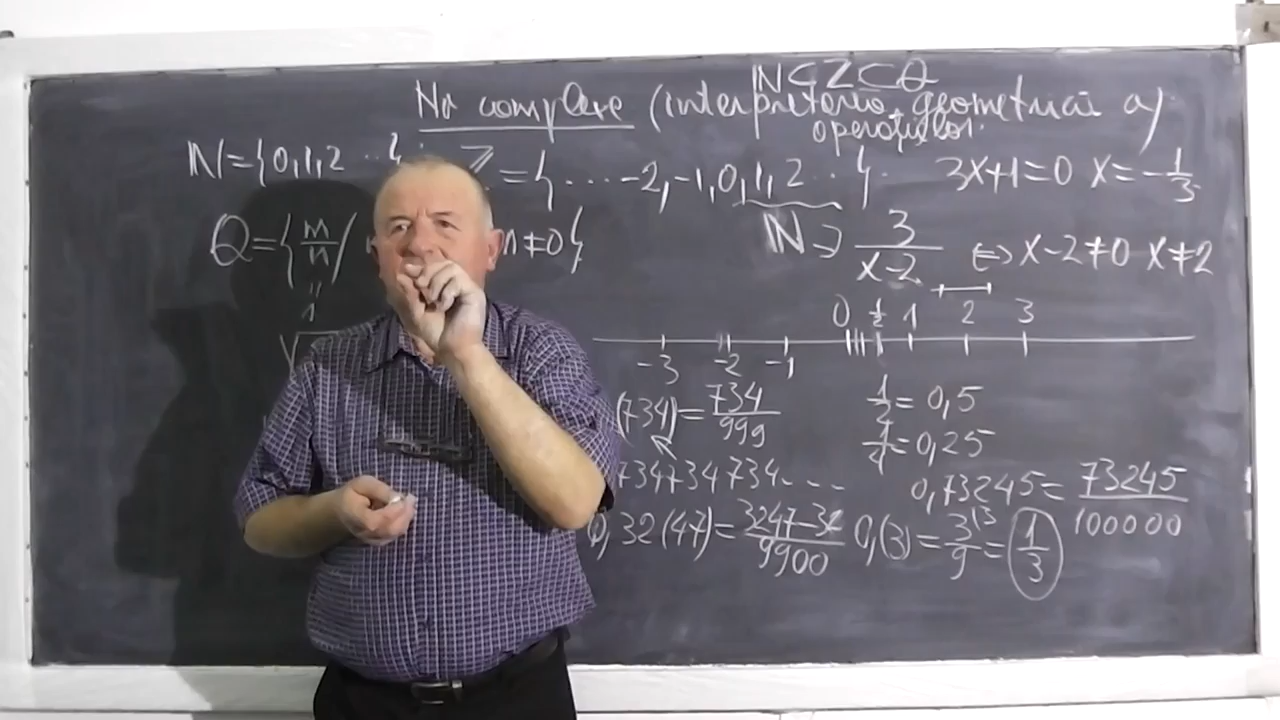 N⊂Z⊂Q
Nr complexe (interpretarea geometrică a)
operațiilor.
N={0,1,2 ..}. Z={....-2,-1,0,1,2 ..}. 3x+1=0 x=-1/3
Q={m/n / n≠0} N 3/(x-2) ⟺ x-2≠0 x≠2
"
1
√
0 1/2 1 2 3
-3 -2 -1
(734)=734/999 1/2=0,5
1/4=0,25
734734734.... 0,73245=73245/100000
0,32(47)=(3247-32)/9900 0,(3)=3/9=1/3